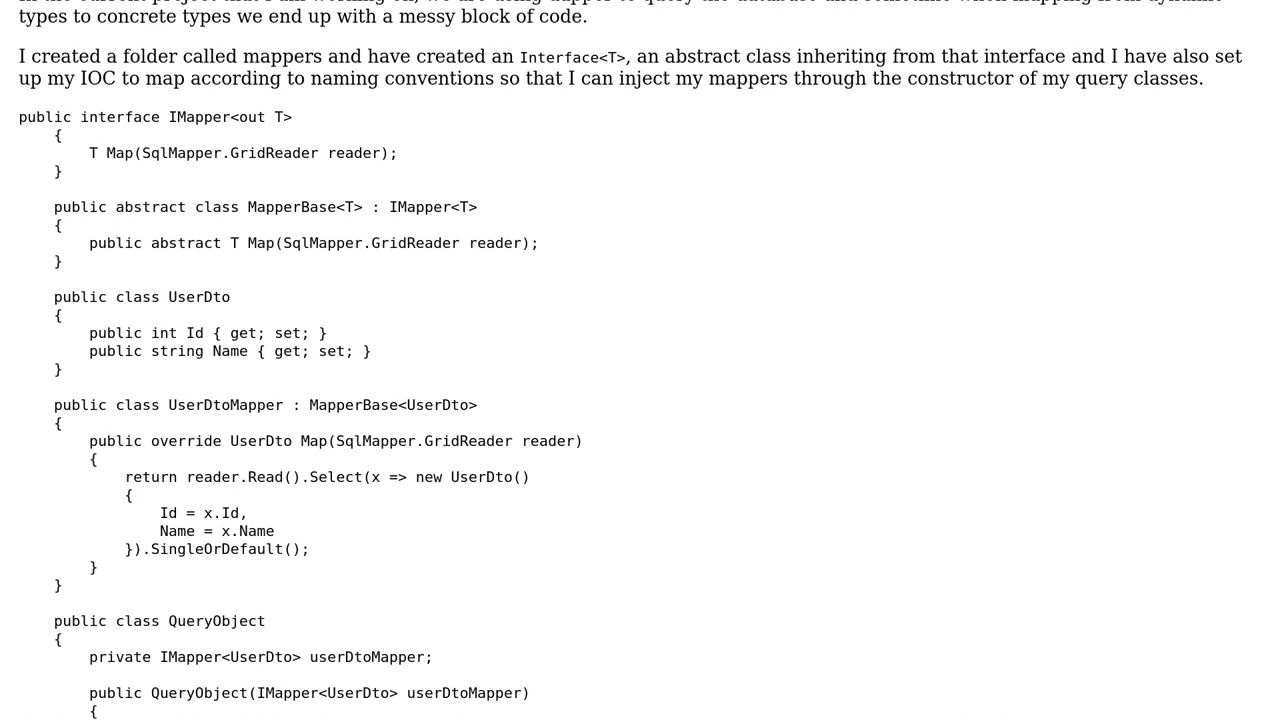 types to concrete types we end up with a messy block of code.
I created a folder called mappers and have created an Interface<T>, an abstract class inheriting from that interface and I have also set
up my IOC to map according to naming conventions so that I can inject my mappers through the constructor of my query classes.
public interface IMapper<out T>
{
T Map(SqlMapper.GridReader reader);
}
public abstract class MapperBase<T> : IMapper<T>
{
public abstract T Map(SqlMapper.GridReader reader);
}
public class UserDto
{
public int Id { get; set; }
public string Name { get; set; }
}
public class UserDtoMapper : MapperBase<UserDto>
{
public override UserDto Map(SqlMapper.GridReader reader)
{
return reader.Read().Select(x => new UserDto()
{
Id = x.Id,
Name = x.Name
}).SingleOrDefault();
}
}
public class QueryObject
{
private IMapper<UserDto> userDtoMapper;
public QueryObject(IMapper<UserDto> userDtoMapper)
{